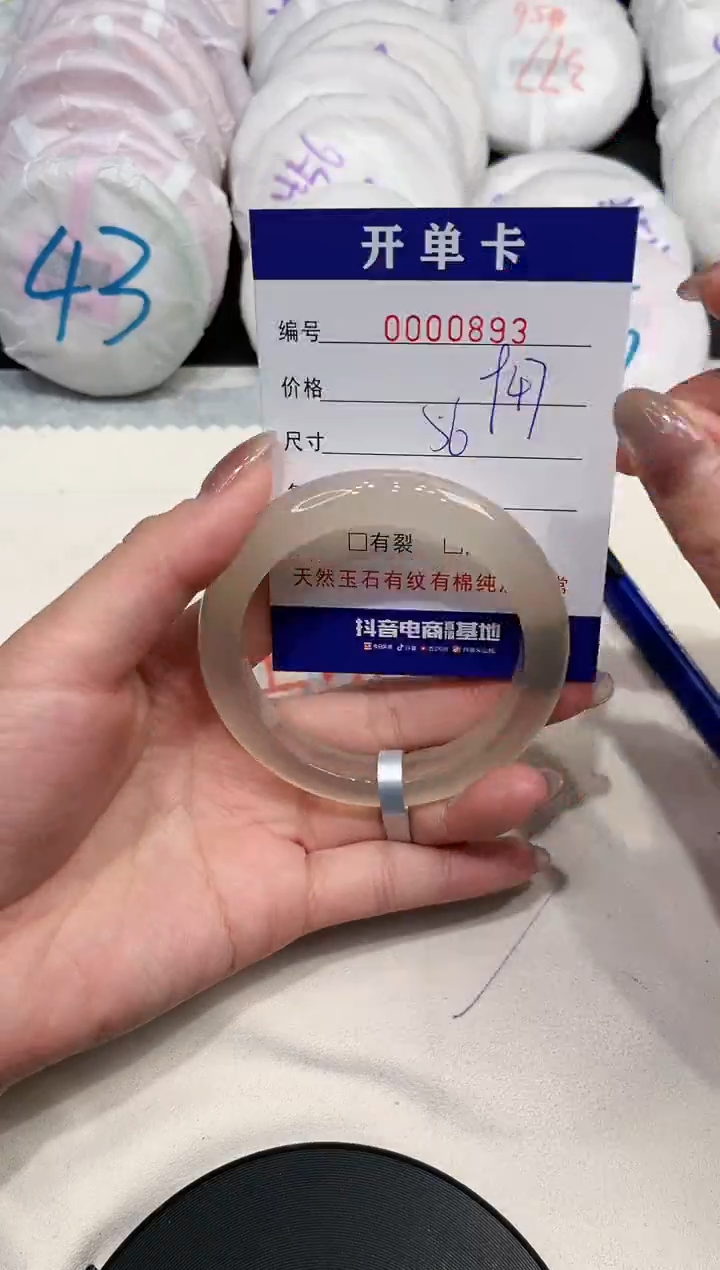 43
开单卡
编号 0000893
价格 147
尺寸 56
□有裂
天然玉石有纹有棉纯
抖音电商 基地